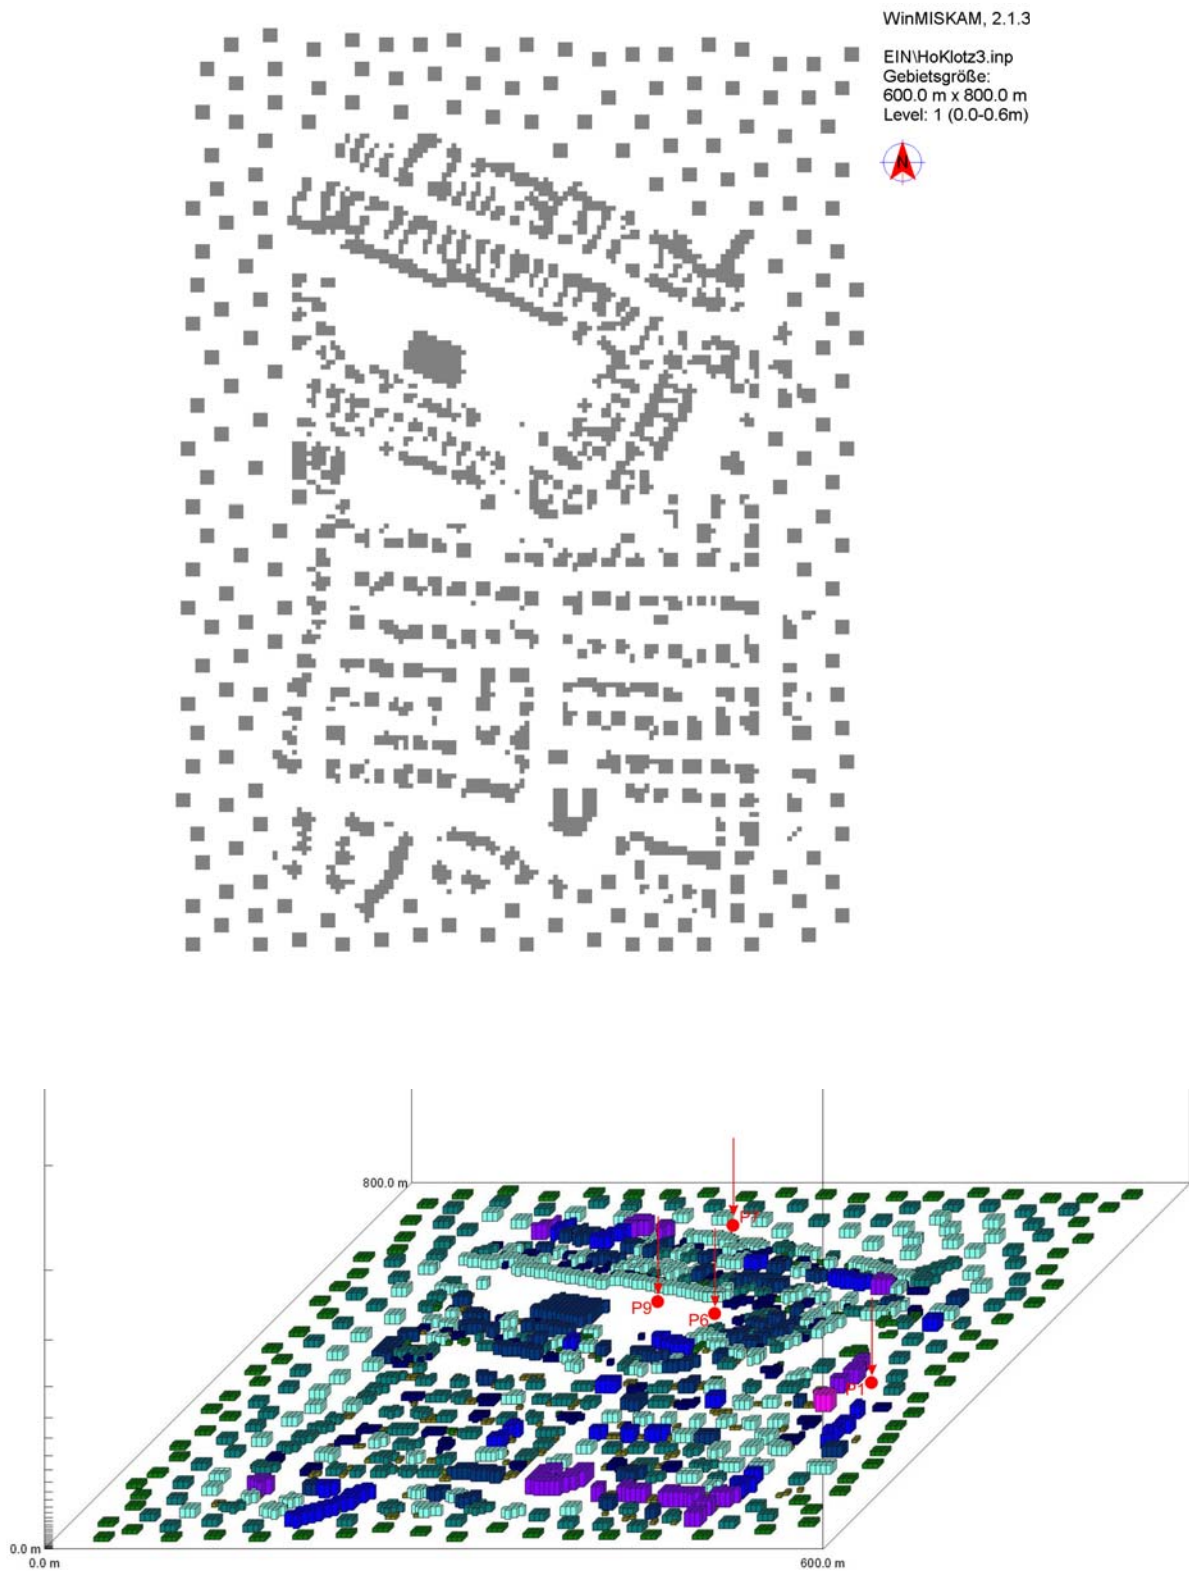 WinMISKAM, 2.1.3
EIN\HoKlotz3.inp
Gebietsgröße:
600.0 m x 800.0 m
Level: 1 (0.0-0.6m)
N
800.0 m
P7
P9
P6
P1
0.0 m
0.0 m
600.0 m